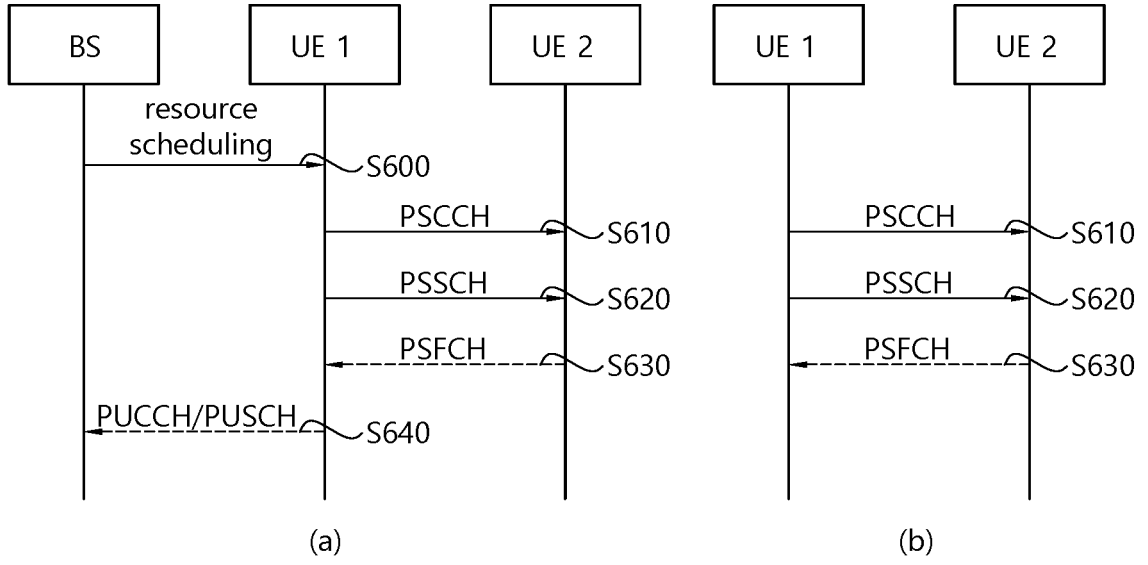 BS
UE 1
UE 2
UE 1
UE 2
resource
scheduling
S600
PSCCH
S610
PSCCH
S610
PSSCH
S620
PSSCH
S620
PSFCH
S630
PSFCH
S630
PUCCH/PUSCH
S640
(a)
(b)